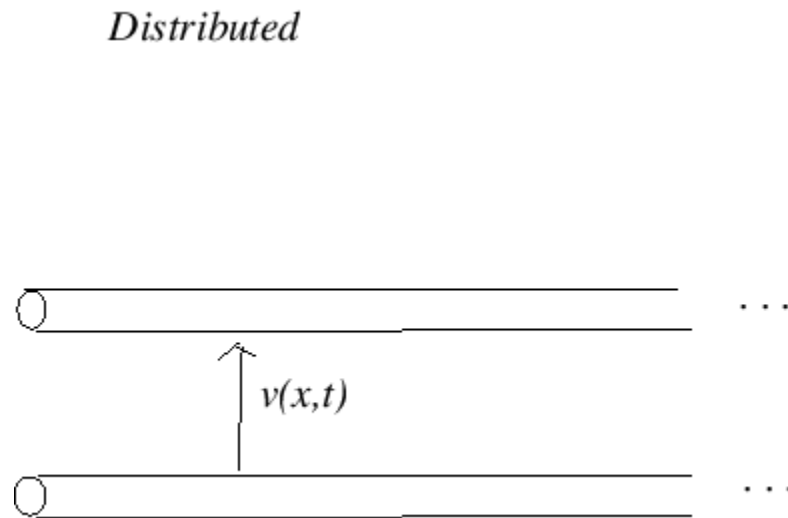 Distributed
. . .
v(x,t)
. . .